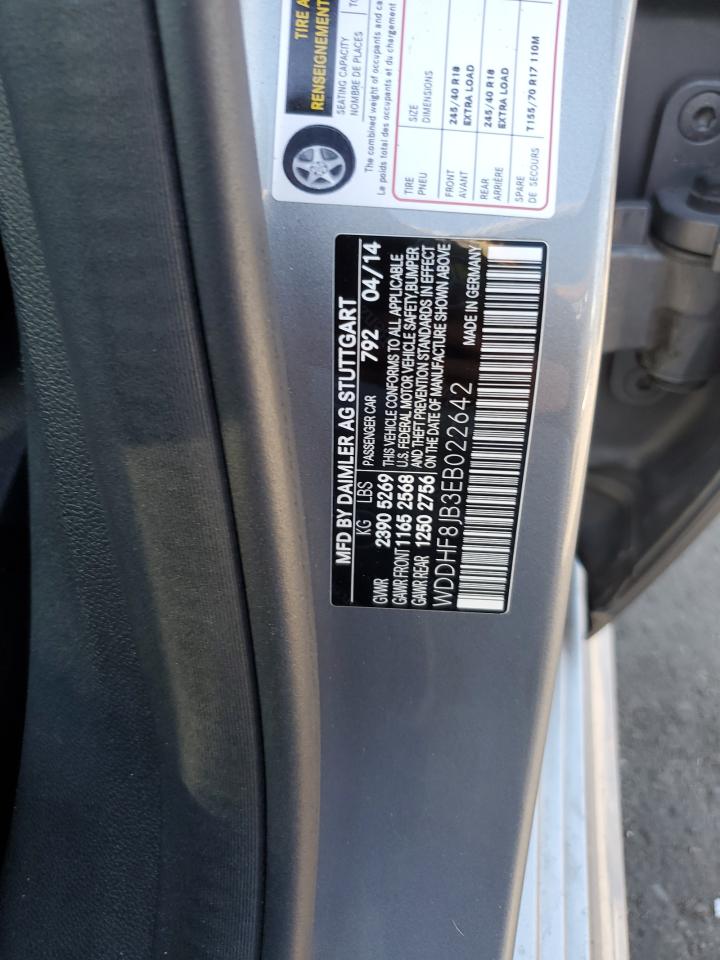 TIRE A
RENSEIGNEMENT
SEATING CAPACITY
NOMBRE DE PLACES
The combined weight of occupants and ca
Le poids total des occupants et du chargement
TIRE SIZE
PNEU DIMENSIONS
FRONT 245/40 R18
AVANT EXTRA LOAD
REAR 245/40 R18
ARRIÈRE EXTRA LOAD
SPARE T155/70 R17 110M
DE SECOURS
MFD BY DAIMLER AG STUTTGART
KG LBS PASSENGER CAR 792 04/14
GVWR 2390 5269 THIS VEHICLE CONFORMS TO ALL APPLICABLE
GAWR FRONT 1165 2568 U.S. FEDERAL MOTOR VEHICLE SAFETY,BUMPER
GAWR REAR 1250 2756 AND THEFT PREVENTION STANDARDS IN EFFECT
ON THE DATE OF MANUFACTURE SHOWN ABOVE
WDDHF8JB3EB022642 MADE IN GERMANY